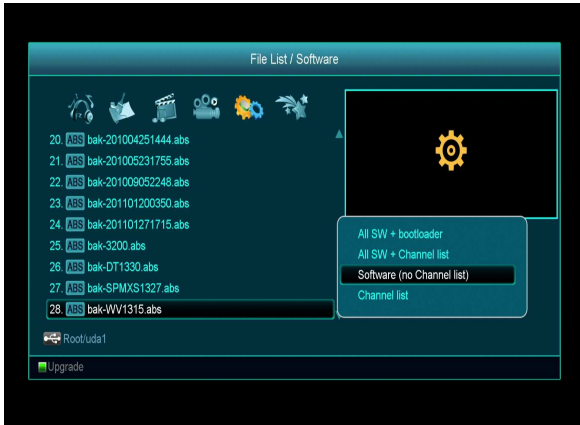 File List / Software
20. ABS bak-201004251444.abs
21. ABS bak-201005231755.abs
22. ABS bak-201009052248.abs
23. ABS bak-201101200350.abs
24. ABS bak-201101271715.abs
25. ABS bak-3200.abs
26. ABS bak-DT1330.abs
27. ABS bak-SPMXS1327.abs
28. ABS bak-WV1315.abs
All SW + bootloader
All SW + Channel list
Software (no Channel list)
Channel list
Root/uda1
Upgrade